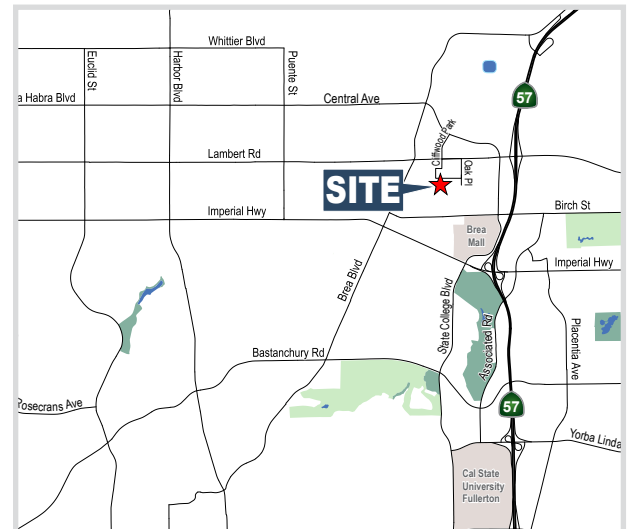 Whittier Blvd
Euclid St
Harbor Blvd
Puente St
57
a Habra Blvd
Central Ave
Cliffwood Park
Lambert Rd
Oak Pl
SITE
Imperial Hwy
Birch St
Brea
Mall
Imperial Hwy
Brea Blvd
State College Blvd
Associated Rd
Placentia Ave
Bastanchury Rd
Rosecrans Ave
57
Yorba Linda
Cal State
University
Fullerton